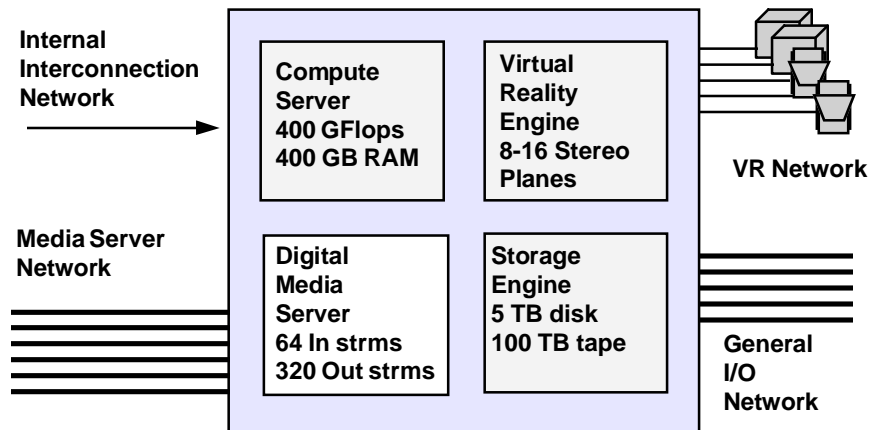 Internal
Interconnection
Network
Compute
Server
400 GFlops
400 GB RAM
Virtual
Reality
Engine
8-16 Stereo
Planes
VR Network
Media Server
Network
Digital
Media
Server
64 In strms
320 Out strms
Storage
Engine
5 TB disk
100 TB tape
General
I/O
Network